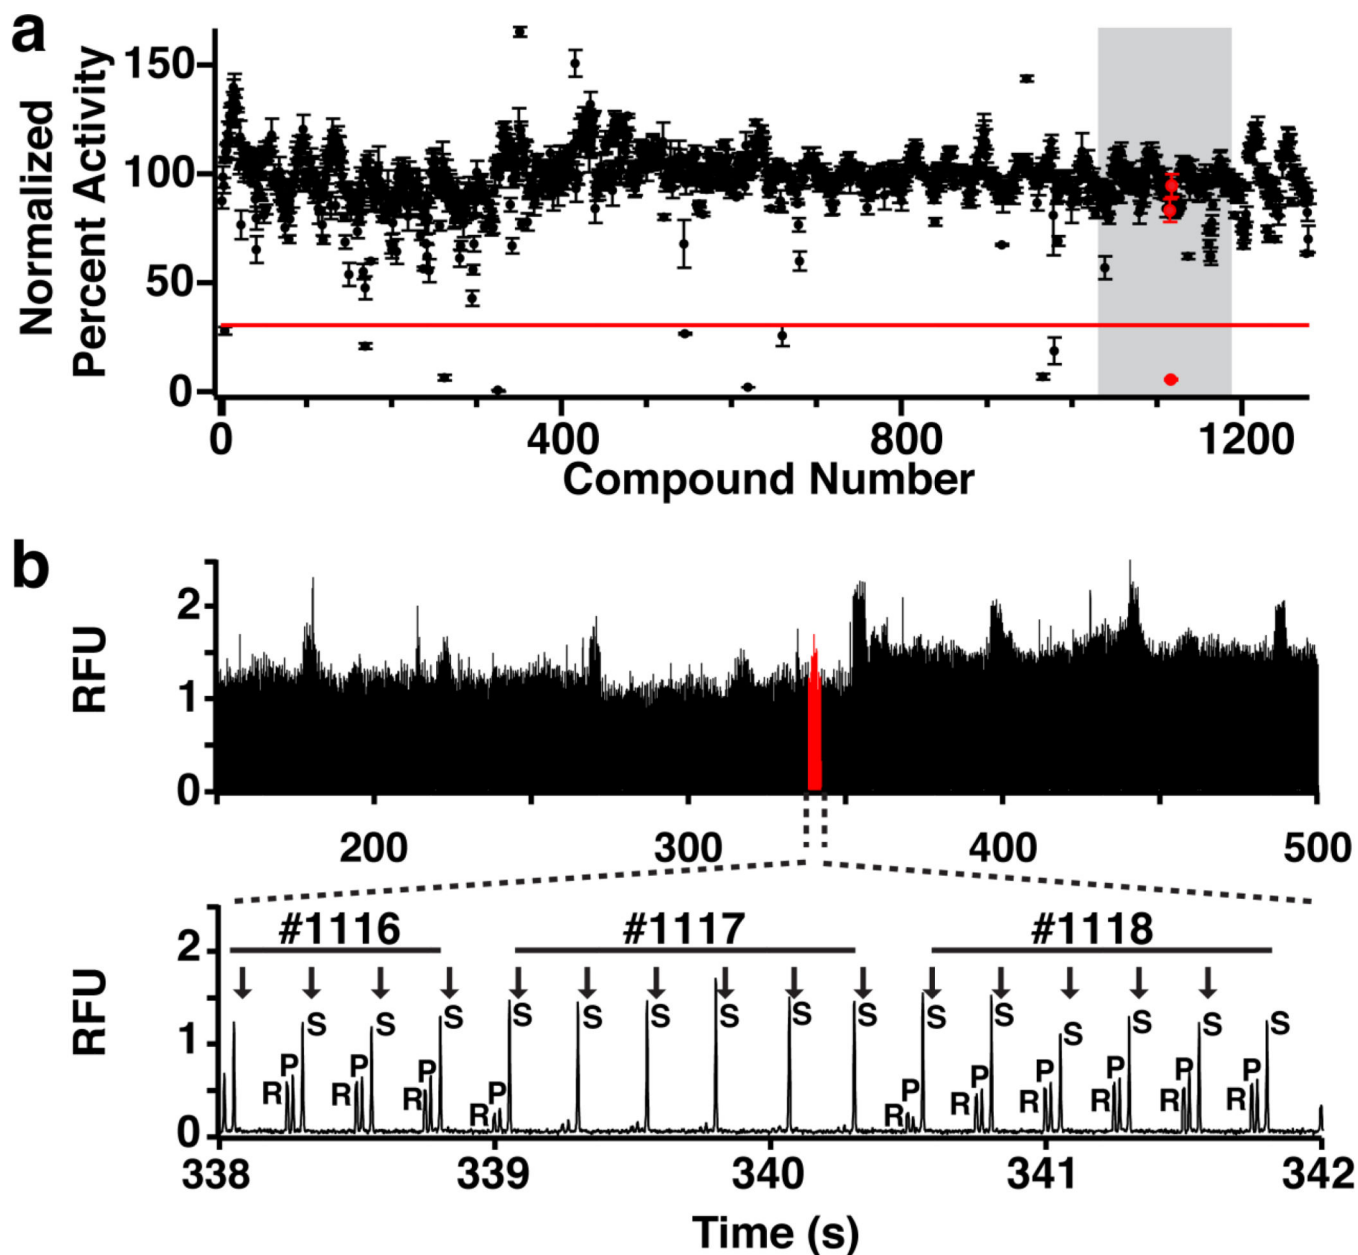 a
Normalized
Percent Activity
150
100
50
0
0 400 800 1200
Compound Number
b
RFU
2
1
0
200 300 400 500
#1116 #1117 #1118
RFU
2
1
0
S S S S S S S S S S S S S S S
R P R P R P R P R P R P R P R P R P R P
338 339 340 341 342
Time (s)